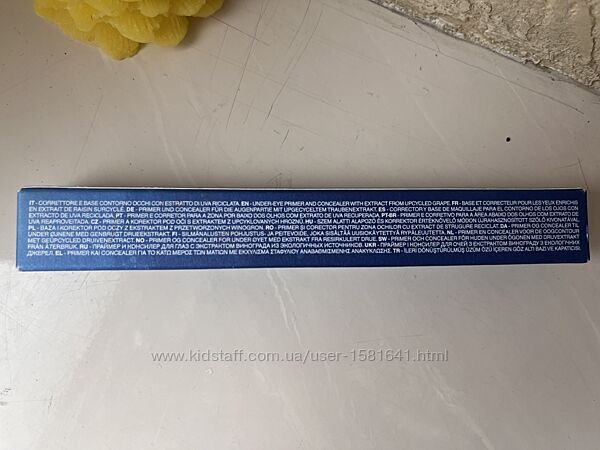 IT - CORRETTORE E BASE CONTORNO OCCHI CON ESTRATTO DI UVA RICICLATA. EN - UNDER-EYE PRIMER AND CONCEALER WITH EXTRACT FROM UPCYCLED GRAPE. FR - BASE ET CORRECTEUR POUR LES YEUX ENRICHIS
EN EXTRAIT DE RAISIN SURCYCLÉ. DE - PRIMER UND CONCEALER FÜR DIE AUGENPARTIE MIT UPGECYCELTEM TRAUBENEXTRAKT. ES - CORRECTOR Y BASE DE MAQUILLAJE PARA EL CONTORNO DE LOS OJOS CON
EXTRACTO DE UVA RECICLADA. PT - PRIMER E CORRETOR PARA A ZONA POR BAIXO DOS OLHOS COM EXTRATO DE UVA RECUPERADA. PT-BR - PRIMER E CORRETIVO PARA A ÁREA ABAIXO DOS OLHOS COM EXTRATO DE
UVA REAPROVEITADA. CZ - PRIMER A KOREKTOR POD OČI S EXTRAKTEM Z UPCYKLOVANÝCH HROZNŮ. HU - SZEM ALATTI ALAPOZÓ ÉS KORREKTOR ÉRTÉKNÖVELŐ MÓDON ÚJRAHASZNOSÍTOTT SZŐLŐ KIVONATÁVAL.
PL - BAZA I KOREKTOR POD OCZY Z EKSTRAKTEM Z PRZETWORZONYCH WINOGRON. RO - PRIMER ȘI CORECTOR PENTRU ZONA OCHILOR CU EXTRACT DE STRUGURE RECICLAT. DA - PRIMER OG CONCEALER TIL
UNDER ØJNENE MED GENBRUGT DRUEEKSTRAKT. FI - SILMÄNALUSTEN POHJUSTUS- JA PEITEVOIDE, JOKA SISÄLTÄÄ UUSIOKÄYTETTYÄ RYPÄLEUUTETTA. NL - PRIMER EN CONCEALER VOOR DE OOGCONTOUR
MET GEÜPCYCLED DRUIVENEXTRACT. NO - PRIMER OG CONCEALER FOR UNDER ØYET MED EXTRAKT FRA RESIRKULERT DRUE. SW - PRIMER OCH CONCEALER FÖR HUDEN UNDER ÖGONEN MED DRUVEXTRAKT
FRÅN ÅTERBRUK. RU - ПРАЙМЕР И КОНСИЛЕР ДЛЯ ГЛАЗ С ЭКСТРАКТОМ ВИНОГРАДА ИЗ ЭКОЛОГИЧНЫХ ИСТОЧНИКОВ. UKR - ПРАЙМЕР І КОНСИЛЕР ДЛЯ ОЧЕЙ З ЕКСТРАКТОМ ВИНОГРАДУ З ЕКОЛОГІЧНИХ
ДЖЕРЕЛ. EL - PRIMER ΚΑΙ CONCEALER ΓΙΑ ΤΟ ΚΑΤΩ ΜΕΡΟΣ ΤΩΝ ΜΑΤΙΩΝ ΜΕ ΕΚΧΥΛΙΣΜΑ ΣΤΑΦΥΛΙΟΥ ΑΝΑΒΑΘΜΙΣΜΕΝΗΣ ΑΝΑΚΥΚΛΩΣΗΣ. TR - İLERİ DÖNÜŞTÜRÜLMÜŞ ÜZÜM ÖZÜ İÇEREN GÖZ ALTI BAZI VE KAPATICISI.
www.kidstaff.com.ua/user-1581641.html